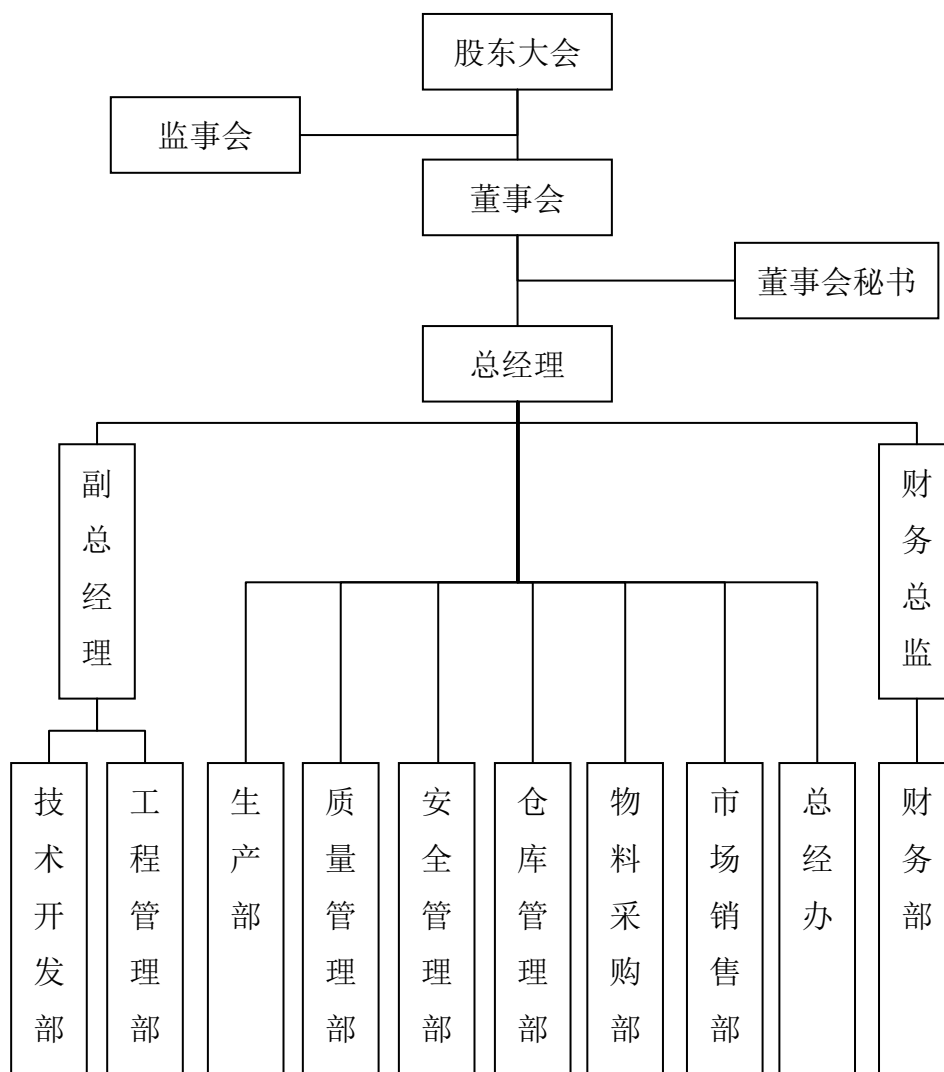 股东大会
监事会
董事会
董事会秘书
总经理
副总经理
财务总监
技术开发部
工程管理部
生产部
质量管理部
安全管理部
仓库管理部
物料采购部
市场销售部
总经办
财务部